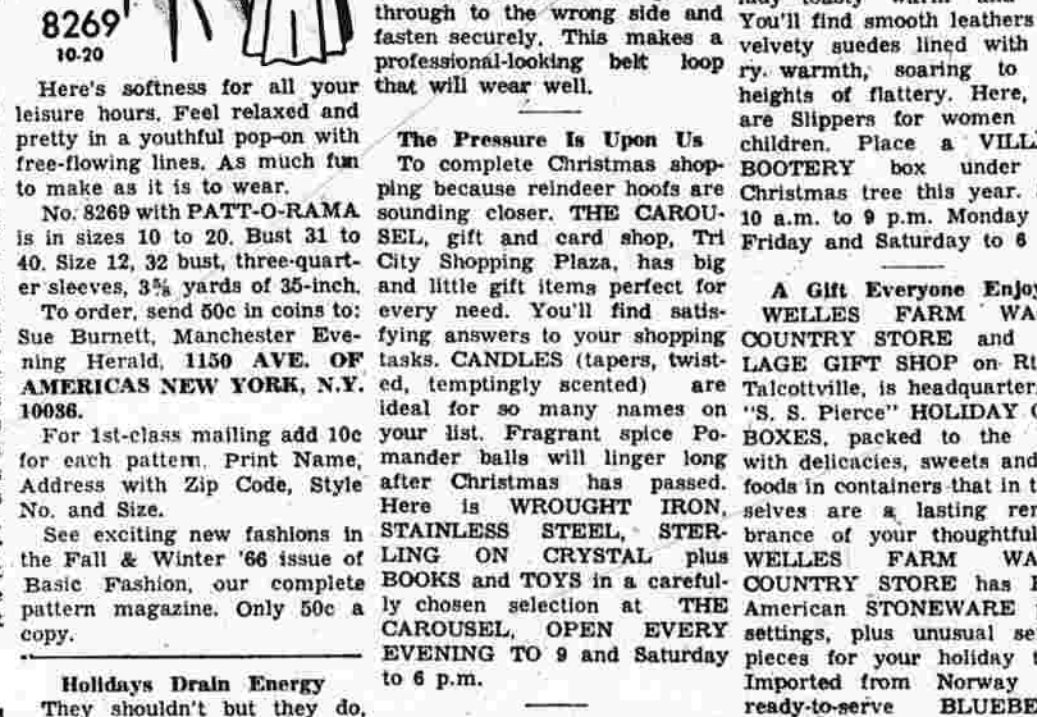 8269
10-20
Here's softness for all your
leisure hours. Feel relaxed and
pretty in a youthful pop-on with
free-flowing lines. As much fun
to make as it is to wear.
No. 8269 with PATT-O-RAMA
is in sizes 10 to 20. Bust 31 to
40. Size 12, 32 bust, three-quart-
er sleeves, 3⅝ yards of 35-inch.
To order, send 50c in coins to:
Sue Burnett, Manchester Eve-
ning Herald, 1150 AVE. OF
AMERICAS NEW YORK, N.Y.
10036.
For 1st-class mailing add 10c
for each pattern. Print Name,
Address with Zip Code, Style
No. and Size.
See exciting new fashions in
the Fall & Winter '66 issue of
Basic Fashion, our complete
pattern magazine. Only 50c a
copy.
Holidays Drain Energy
They shouldn't but they do,
through to the wrong side and
fasten securely. This makes a
professional-looking belt loop
that will wear well.
The Pressure Is Upon Us
To complete Christmas shop-
ping because reindeer hoofs are
sounding closer. THE CAROU-
SEL, gift and card shop, Tri
City Shopping Plaza, has big
and little gift items perfect for
every need. You'll find satis-
fying answers to your shopping
tasks. CANDLES (tapers, twist-
ed, temptingly scented) are
ideal for so many names on
your list. Fragrant spice Po-
mander balls will linger long
after Christmas has passed.
Here is WROUGHT IRON,
STAINLESS STEEL, STER-
LING ON CRYSTAL plus
BOOKS and TOYS in a careful-
ly chosen selection at THE
CAROUSEL, OPEN EVERY
EVENING TO 9 and Saturday
to 6 p.m.
You'll find smooth leathers
velvety suedes lined with
ry. warmth, soaring to
heights of flattery. Here,
are Slippers for women
children. Place a VILL
BOOTERY box under
Christmas tree this year.
10 a.m. to 9 p.m. Monday
Friday and Saturday to 6
A Gift Everyone Enjoy
WELLES FARM WA
COUNTRY STORE and
LAGE GIFT SHOP on Rt
Talcottville, is headquarter
"S. S. Pierce" HOLIDAY
BOXES, packed to the
with delicacies, sweets and
foods in containers that in t
selves are a lasting rem
brance of your thoughtful
WELLES FARM WA
COUNTRY STORE has
American STONEWARE
settings, plus unusual se
pieces for your holiday t
Imported from Norway
ready-to-serve BLUEBE